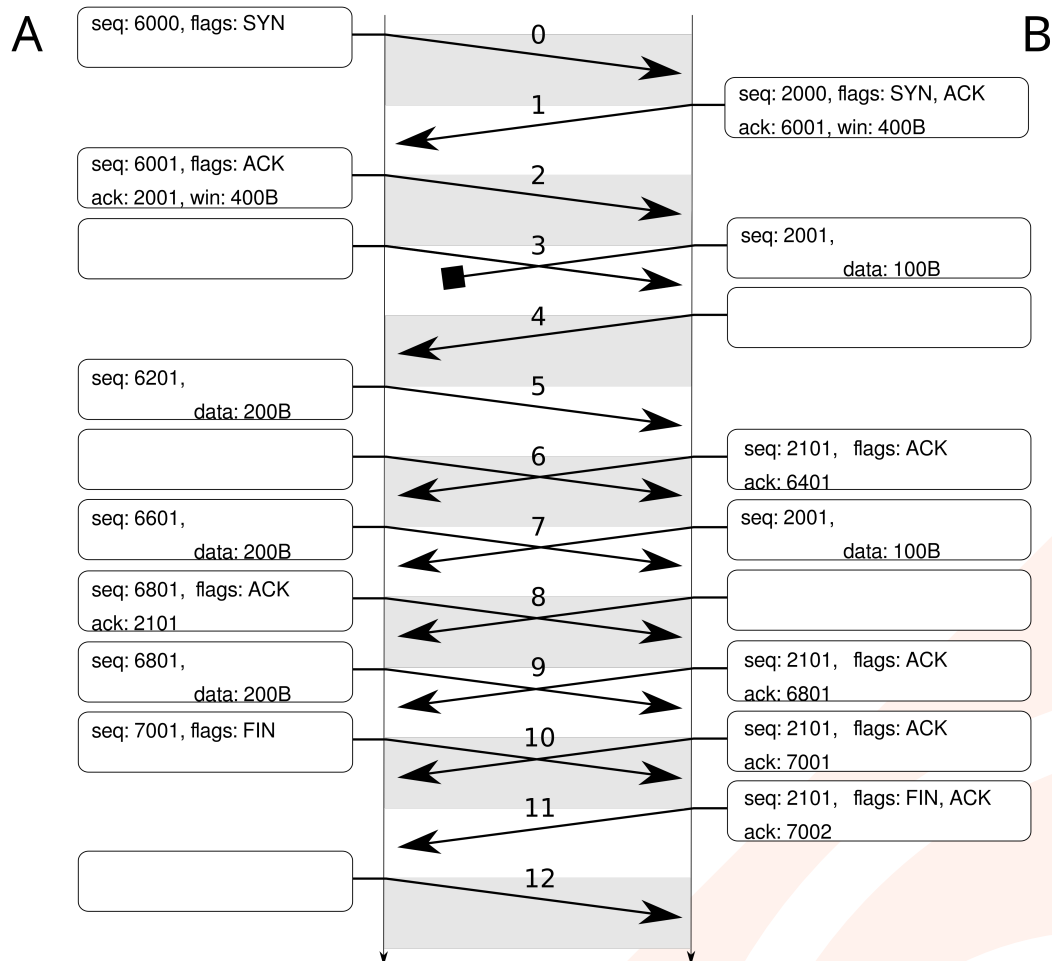 A
B
seq: 6000, flags: SYN
0
1
seq: 2000, flags: SYN, ACK
ack: 6001, win: 400B
seq: 6001, flags: ACK
ack: 2001, win: 400B
2
3
seq: 2001,
data: 100B
4
seq: 6201,
data: 200B
5
6
seq: 2101, flags: ACK
ack: 6401
seq: 6601,
data: 200B
7
seq: 2001,
data: 100B
seq: 6801, flags: ACK
ack: 2101
8
seq: 6801,
data: 200B
9
seq: 2101, flags: ACK
ack: 6801
seq: 7001, flags: FIN
10
seq: 2101, flags: ACK
ack: 7001
11
seq: 2101, flags: FIN, ACK
ack: 7002
12